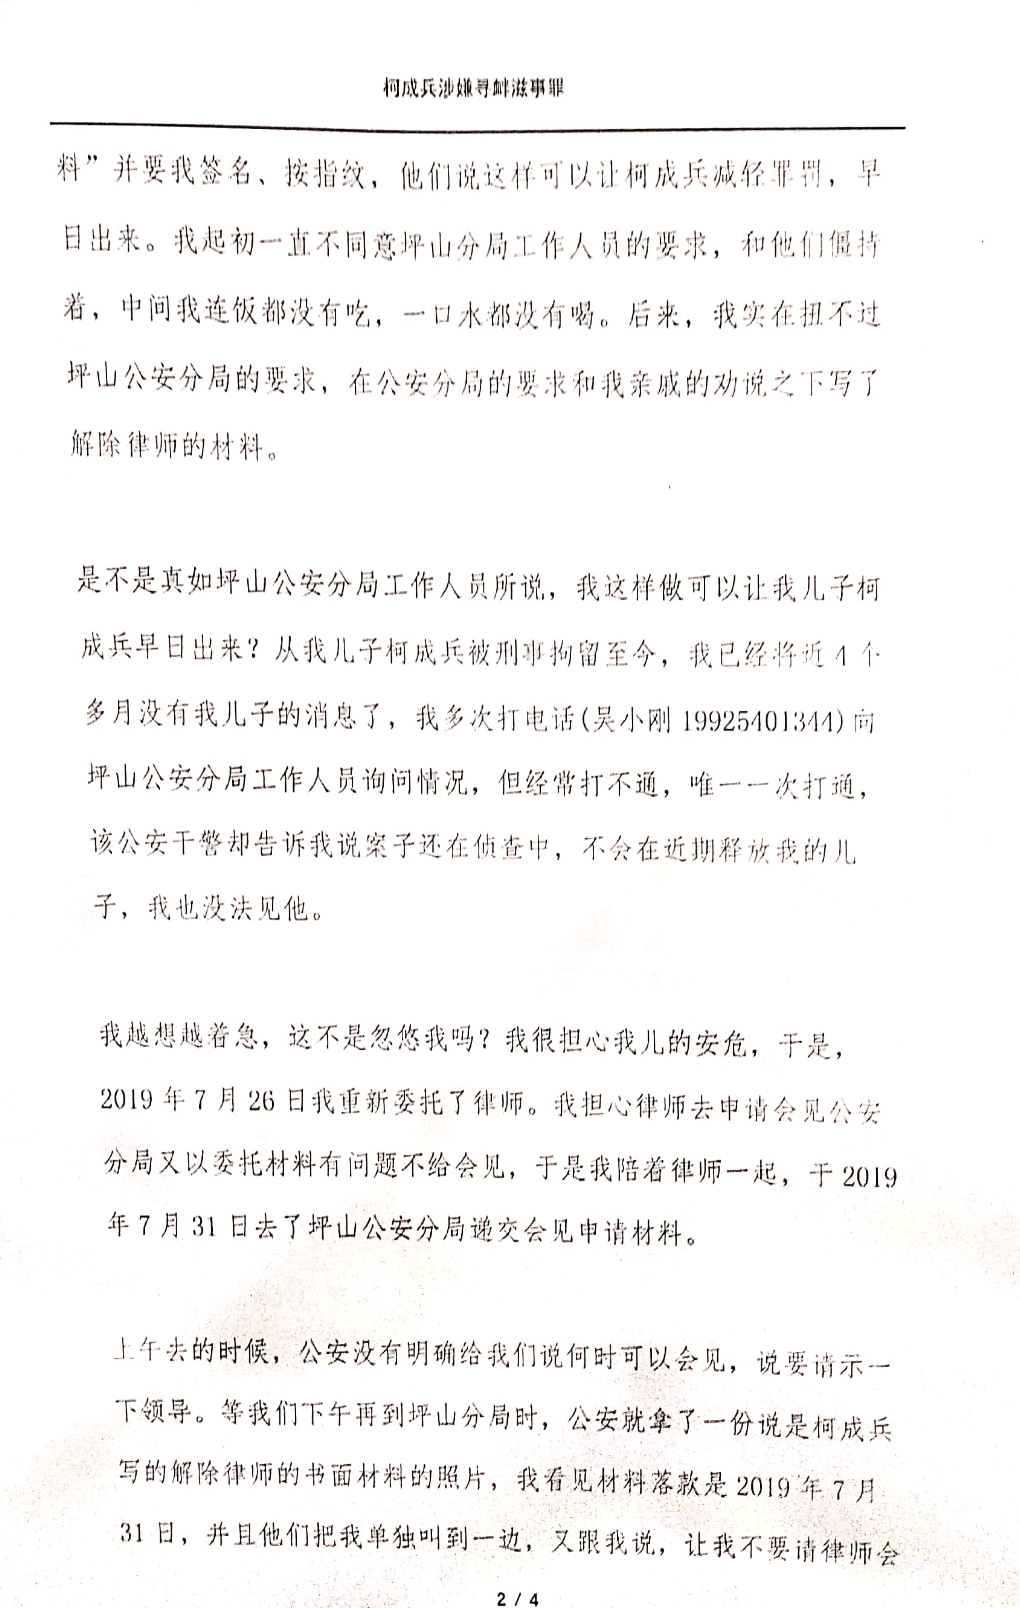 柯成兵涉嫌寻衅滋事罪
料”并要我签名、按指纹，他们说这样可以让柯成兵减轻罪罚，早
日出来。我起初一直不同意坪山分局工作人员的要求，和他们僵持
着，中间我连饭都没有吃，一口水都没有喝。后来，我实在扭不过
坪山公安分局的要求，在公安分局的要求和我亲戚的劝说之下写了
解除律师的材料。
是不是真如坪山公安分局工作人员所说，我这样做可以让我儿子柯
成兵早日出来？从我儿子柯成兵被刑事拘留至今，我已经将近 4 个
多月没有我儿子的消息了，我多次打电话(吴小刚 19925401344)向
坪山公安分局工作人员询问情况，但经常打不通，唯一一次打通，
该公安干警却告诉我说案子还在侦查中，不会在近期释放我的儿
子，我也没法见他。
我越想越着急，这不是忽悠我吗？我很担心我儿的安危，于是，
2019 年 7 月 26 日我重新委托了律师。我担心律师去申请会见公安
分局又以委托材料有问题不给会见，于是我陪着律师一起，于 2019
年 7 月 31 日去了坪山公安分局递交会见申请材料。
上午去的时候，公安没有明确给我们说何时可以会见，说要请示一
下领导。等我们下午再到坪山分局时，公安就拿了一份说是柯成兵
写的解除律师的书面材料的照片，我看见材料落款是 2019 年 7 月
31 日，并且他们把我单独叫到一边，又跟我说，让我不要请律师会
2 / 4